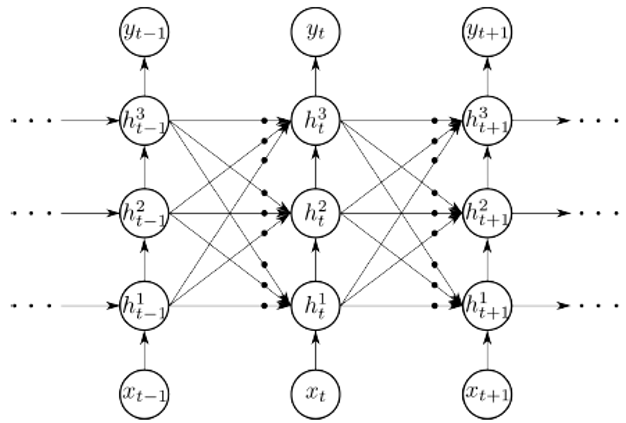 y_{t-1} y_t y_{t+1}
. . . h^3_{t-1} h^3_t h^3_{t+1} . . .
. . . h^2_{t-1} h^2_t h^2_{t+1} . . .
. . . h^1_{t-1} h^1_t h^1_{t+1} . . .
x_{t-1} x_t x_{t+1}